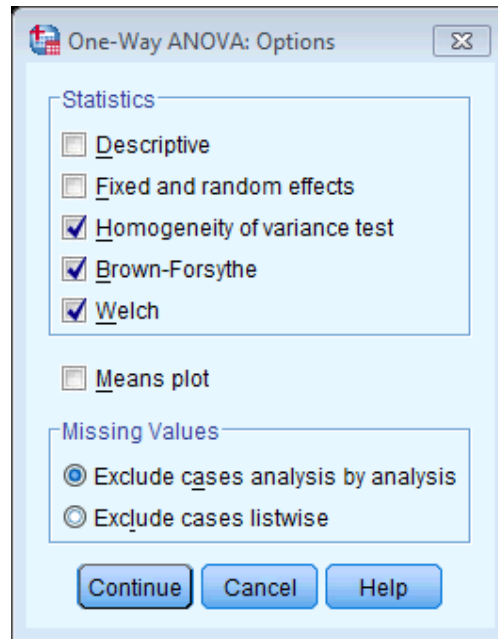 One-Way ANOVA: Options
Statistics
Descriptive
Fixed and random effects
Homogeneity of variance test
Brown-Forsythe
Welch
Means plot
Missing Values
Exclude cases analysis by analysis
Exclude cases listwise
Continue Cancel Help